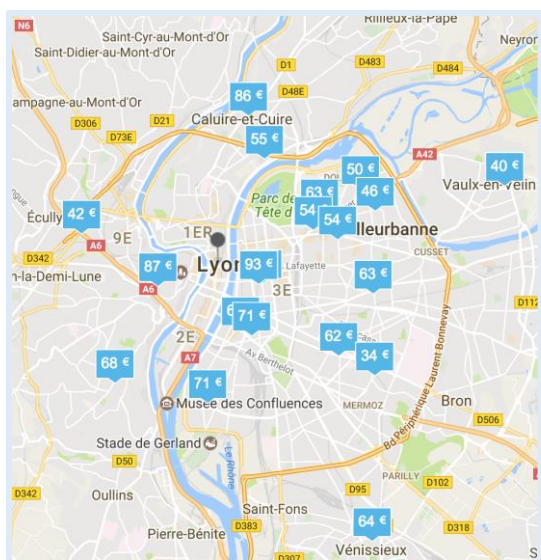 N6
Rillieux-la-Pape
Saint-Cyr-au-Mont-d'Or
Saint-Didier-au-Mont-d'Or
Neyron
D1
D483
D484
D48E
86 €
ampagne-au-Mont-d'Or
D306
D21
Caluire-et-Cuire
D73E
55 €
A42
50 €
40 €
46 €
Vaulx-en-Velin
63 €
Parc de
Tête d'
54
54 €
42 €
Écully
9E
1ER
lleurbanne
A6
D342
CUSSET
n-la-Demi-Lune
87 €
Lyon
93 €
Lafayette
63 €
3E
A6
D112
6
71 €
2E
62 €
34 €
A7
Av Berthelot
68 €
71 €
Bd Périphérique Laurent Bonnevay
Musée des Confluences
MERMOZ
Bron
D506
Stade de Gerland
Le Rhône
D50
PARILLY
D342
Oullins
D95
D102
Saint-Fons
D383
64 €
D318
Pierre-Bénite
Vénissieux
S
D307